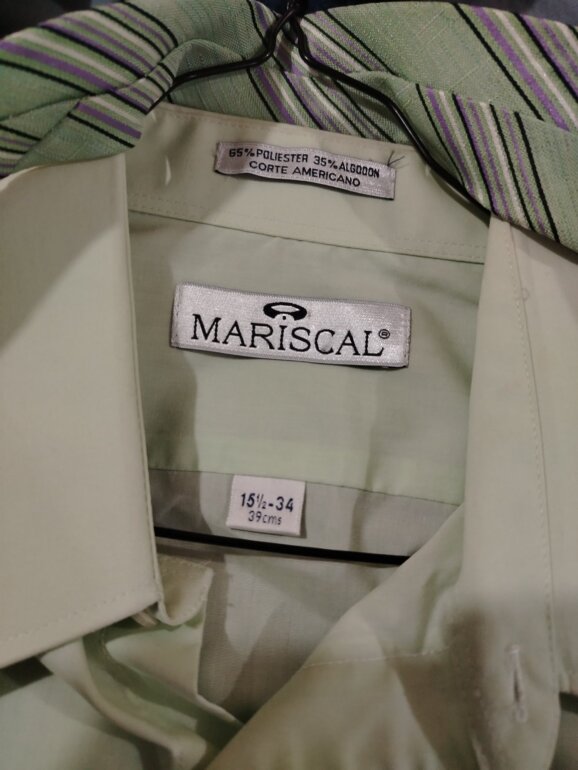 65% POLIESTER 35% ALGODON
CORTE AMERICANO
MARISCAL®
15½-34
39cms